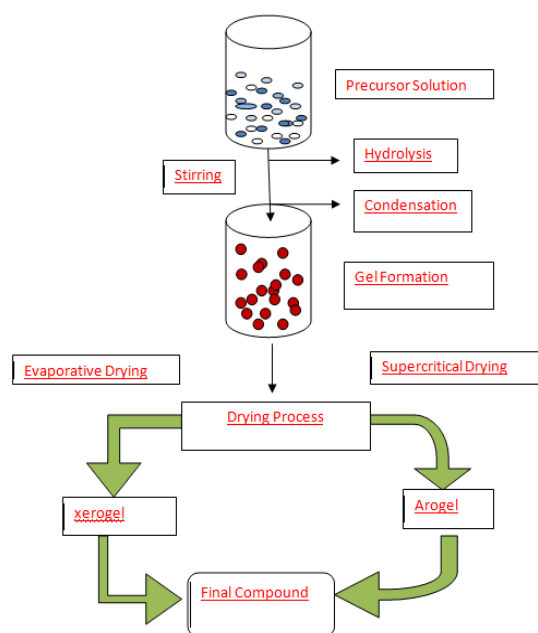 Precursor Solution
Hydrolysis
Stirring
Condensation
Gel Formation
Evaporative Drying
Supercritical Drying
Drying Process
xerogel
Arogel
Final Compound